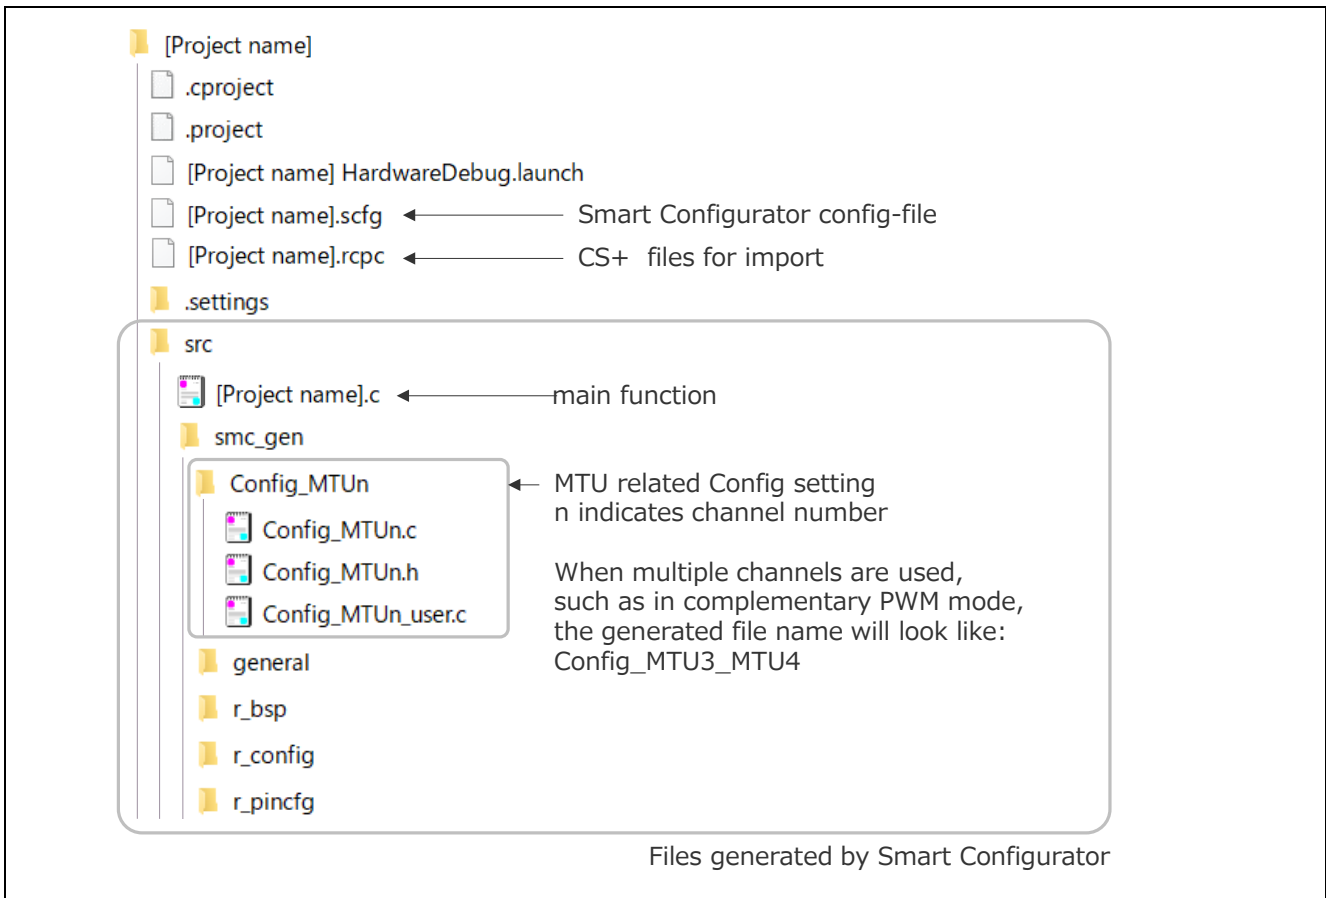 [Project name]
.cproject
.project
[Project name] HardwareDebug.launch
[Project name].scfg
Smart Configurator config-file
[Project name].rcpc
CS+ files for import
.settings
src
[Project name].c
main function
smc_gen
Config_MTUn
MTU related Config setting
n indicates channel number
Config_MTUn.c
Config_MTUn.h
Config_MTUn_user.c
When multiple channels are used,
such as in complementary PWM mode,
the generated file name will look like:
Config_MTU3_MTU4
general
r_bsp
r_config
r_pincfg
Files generated by Smart Configurator